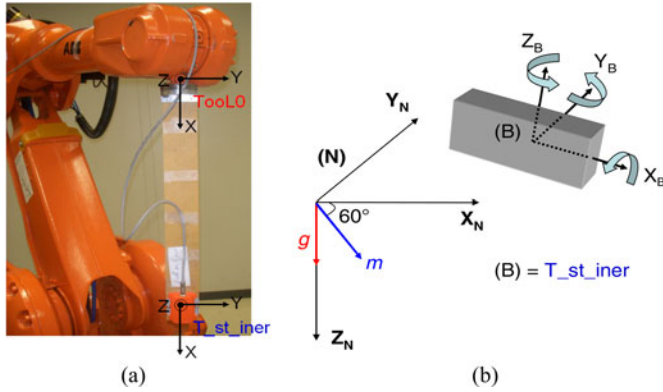 ABB
Z Y
TooL0
X
Z Y
T_st_iner
X
(a)
Y_N
(N)
60°
X_N
g
m
Z_N
Z_B
Y_B
(B)
X_B
(B) = T_st_iner
(b)